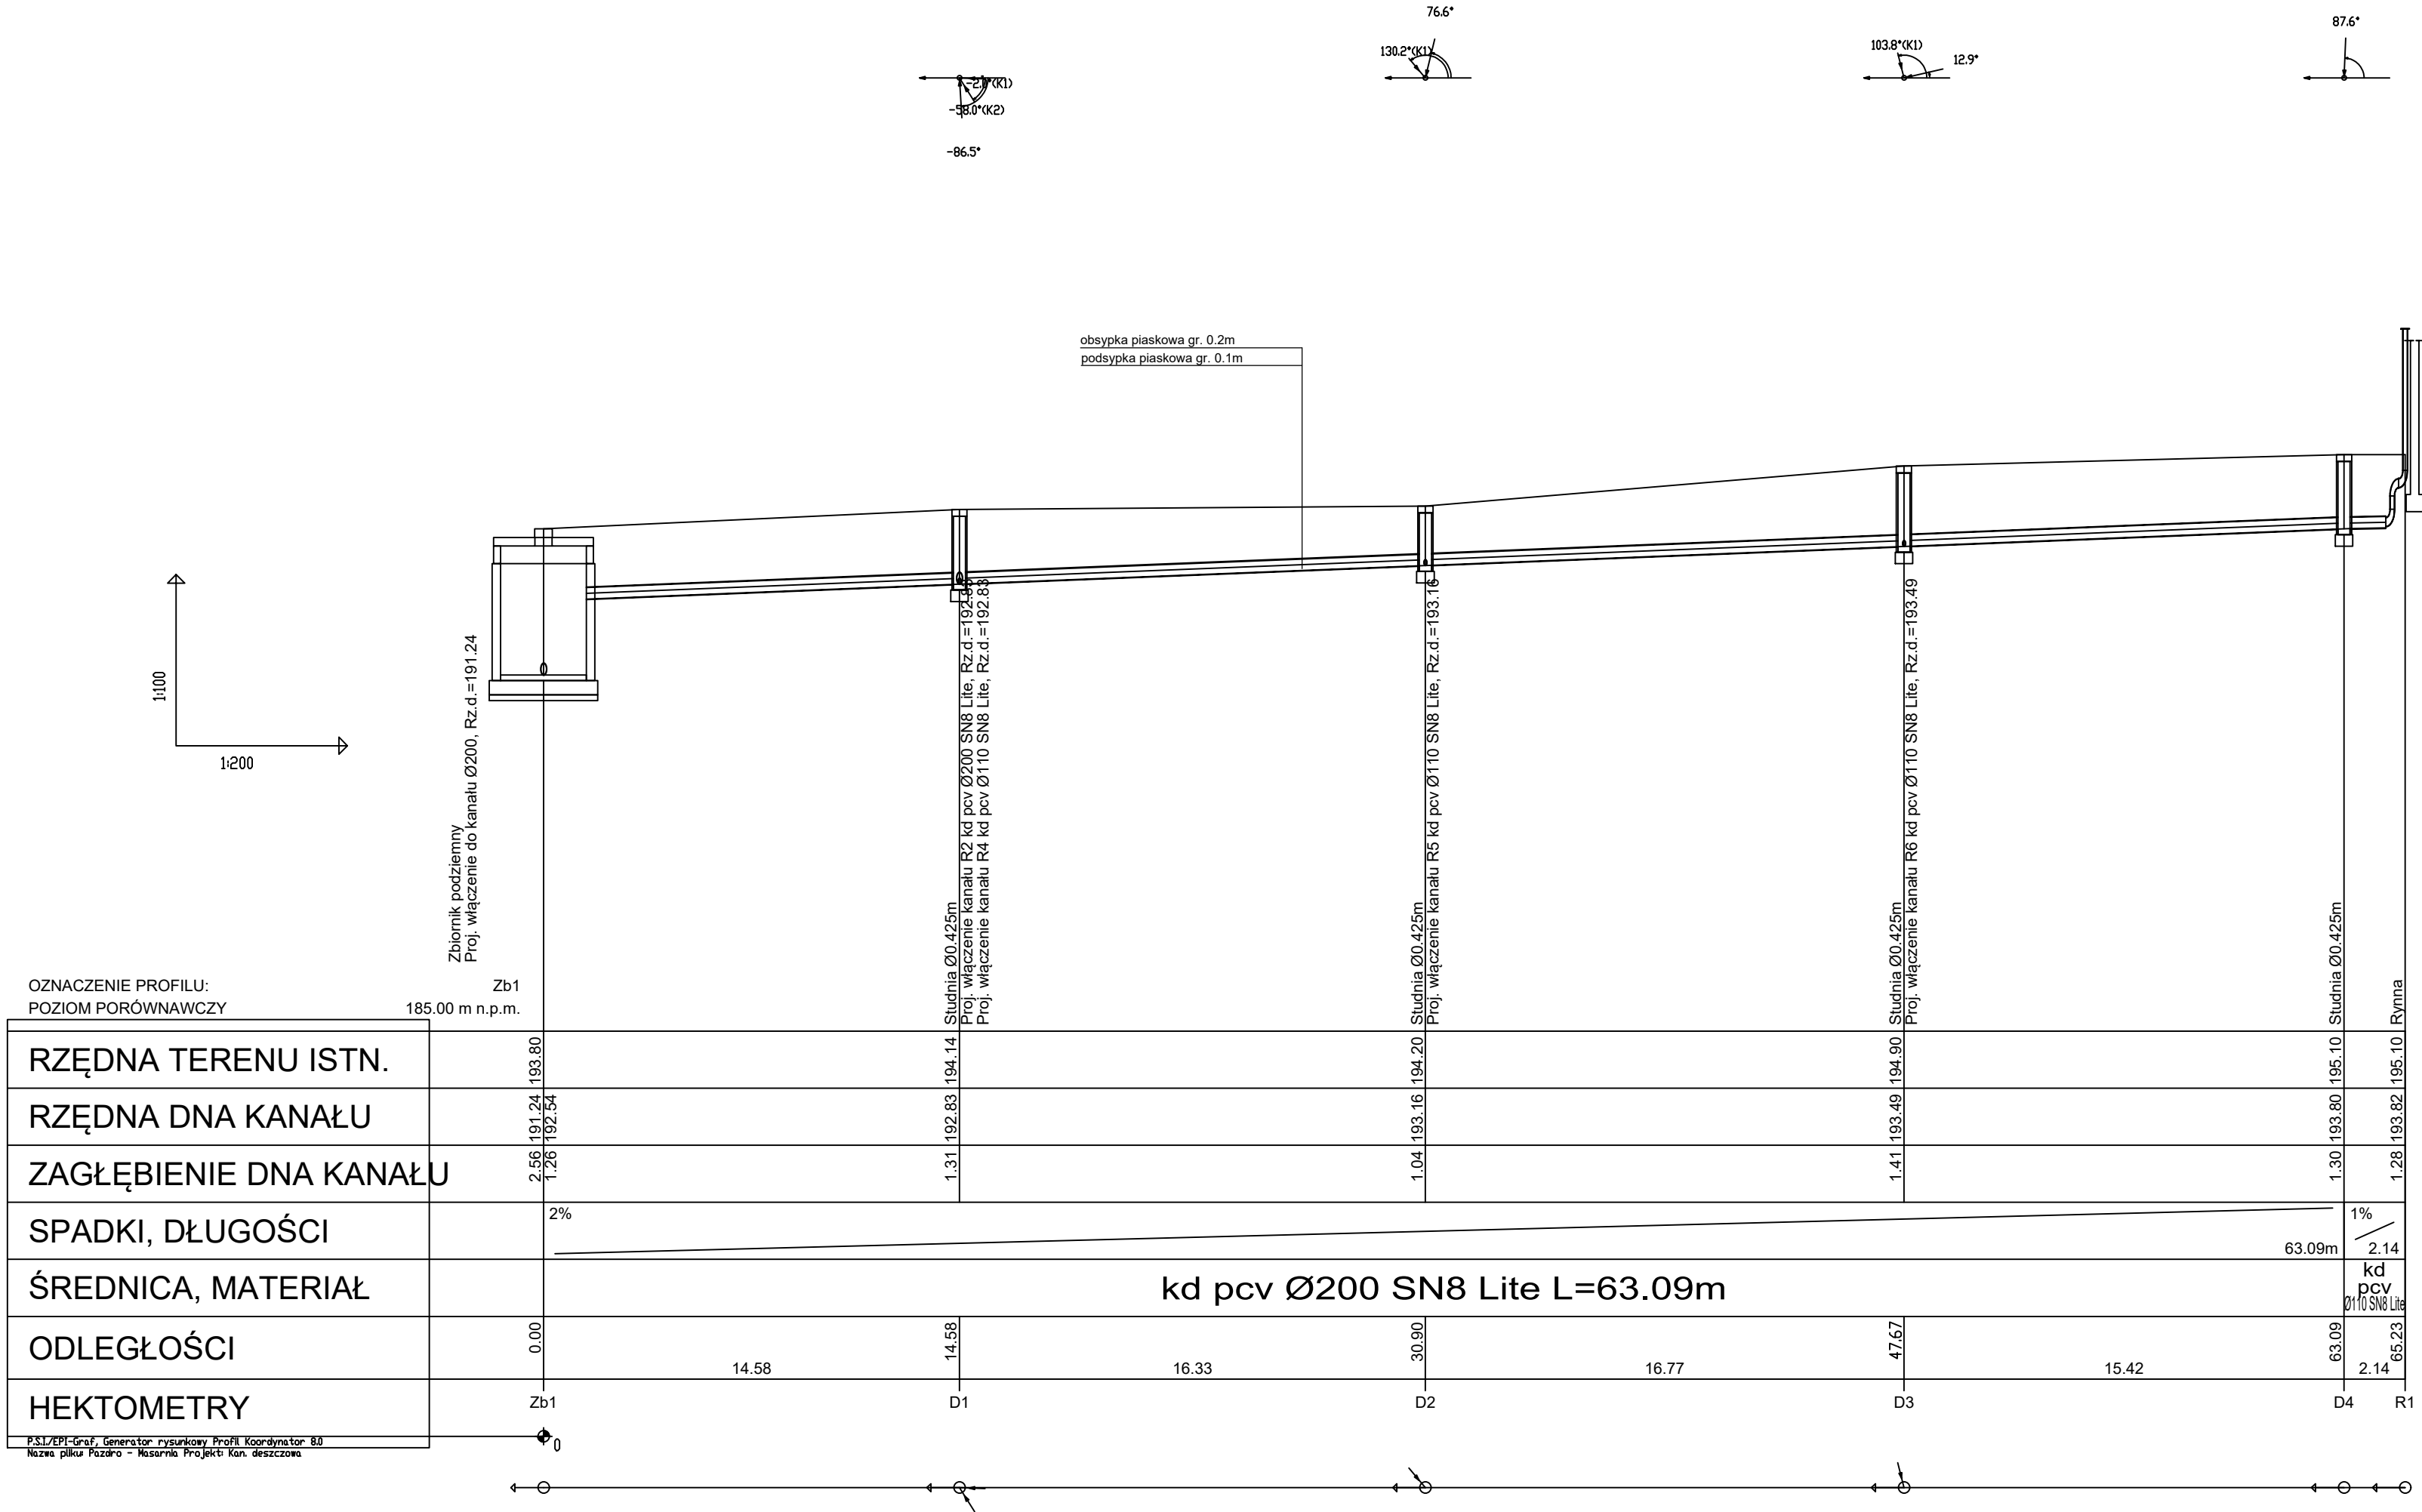 76.6°
130.2°(K1)
87.6°
103.8°(K1)
12.9°
-2.1°(K1)
-58.0°(K2)
-86.5°
obsypka piaskowa gr. 0.2m
podsypka piaskowa gr. 0.1m
1:100
1:200
Zbiornik podziemny
Proj. włączenie do kanału Ø200, Rz.d.=191.24
Studnia Ø0.425m
Proj. włączenie kanału R2 kd pcv Ø200 SN8 Lite, Rz.d.=192.83
Proj. włączenie kanału R4 kd pcv Ø110 SN8 Lite, Rz.d.=192.83
Studnia Ø0.425m
Proj. włączenie kanału R5 kd pcv Ø110 SN8 Lite, Rz.d.=193.16
Studnia Ø0.425m
Proj. włączenie kanału R6 kd pcv Ø110 SN8 Lite, Rz.d.=193.49
Studnia Ø0.425m
Rynna
OZNACZENIE PROFILU: Zb1
POZIOM PORÓWNAWCZY 185.00 m n.p.m.
RZĘDNA TERENU ISTN. 193.80 194.14 194.20 194.90 195.10 195.10
RZĘDNA DNA KANAŁU 191.24 192.54 192.83 193.16 193.49 193.80 193.82
ZAGŁĘBIENIE DNA KANAŁU 2.56 1.26 1.31 1.04 1.41 1.30 1.28
SPADKI, DŁUGOŚCI 2% 63.09m 1% 2.14
ŚREDNICA, MATERIAŁ kd pcv Ø200 SN8 Lite L=63.09m
kd
pcv
Ø110 SN8 Lite
ODLEGŁOŚCI 0.00 14.58 30.90 47.67 63.09 65.23
14.58 16.33 16.77 15.42 2.14
HEKTOMETRY Zb1 D1 D2 D3 D4 R1
0
P.S.I./EPI-Graf, Generator rysunkowy Profil Koordynator 8.0
Nazwa pliku: Pazdro - Masarnia Projekt: Kan. deszczowa